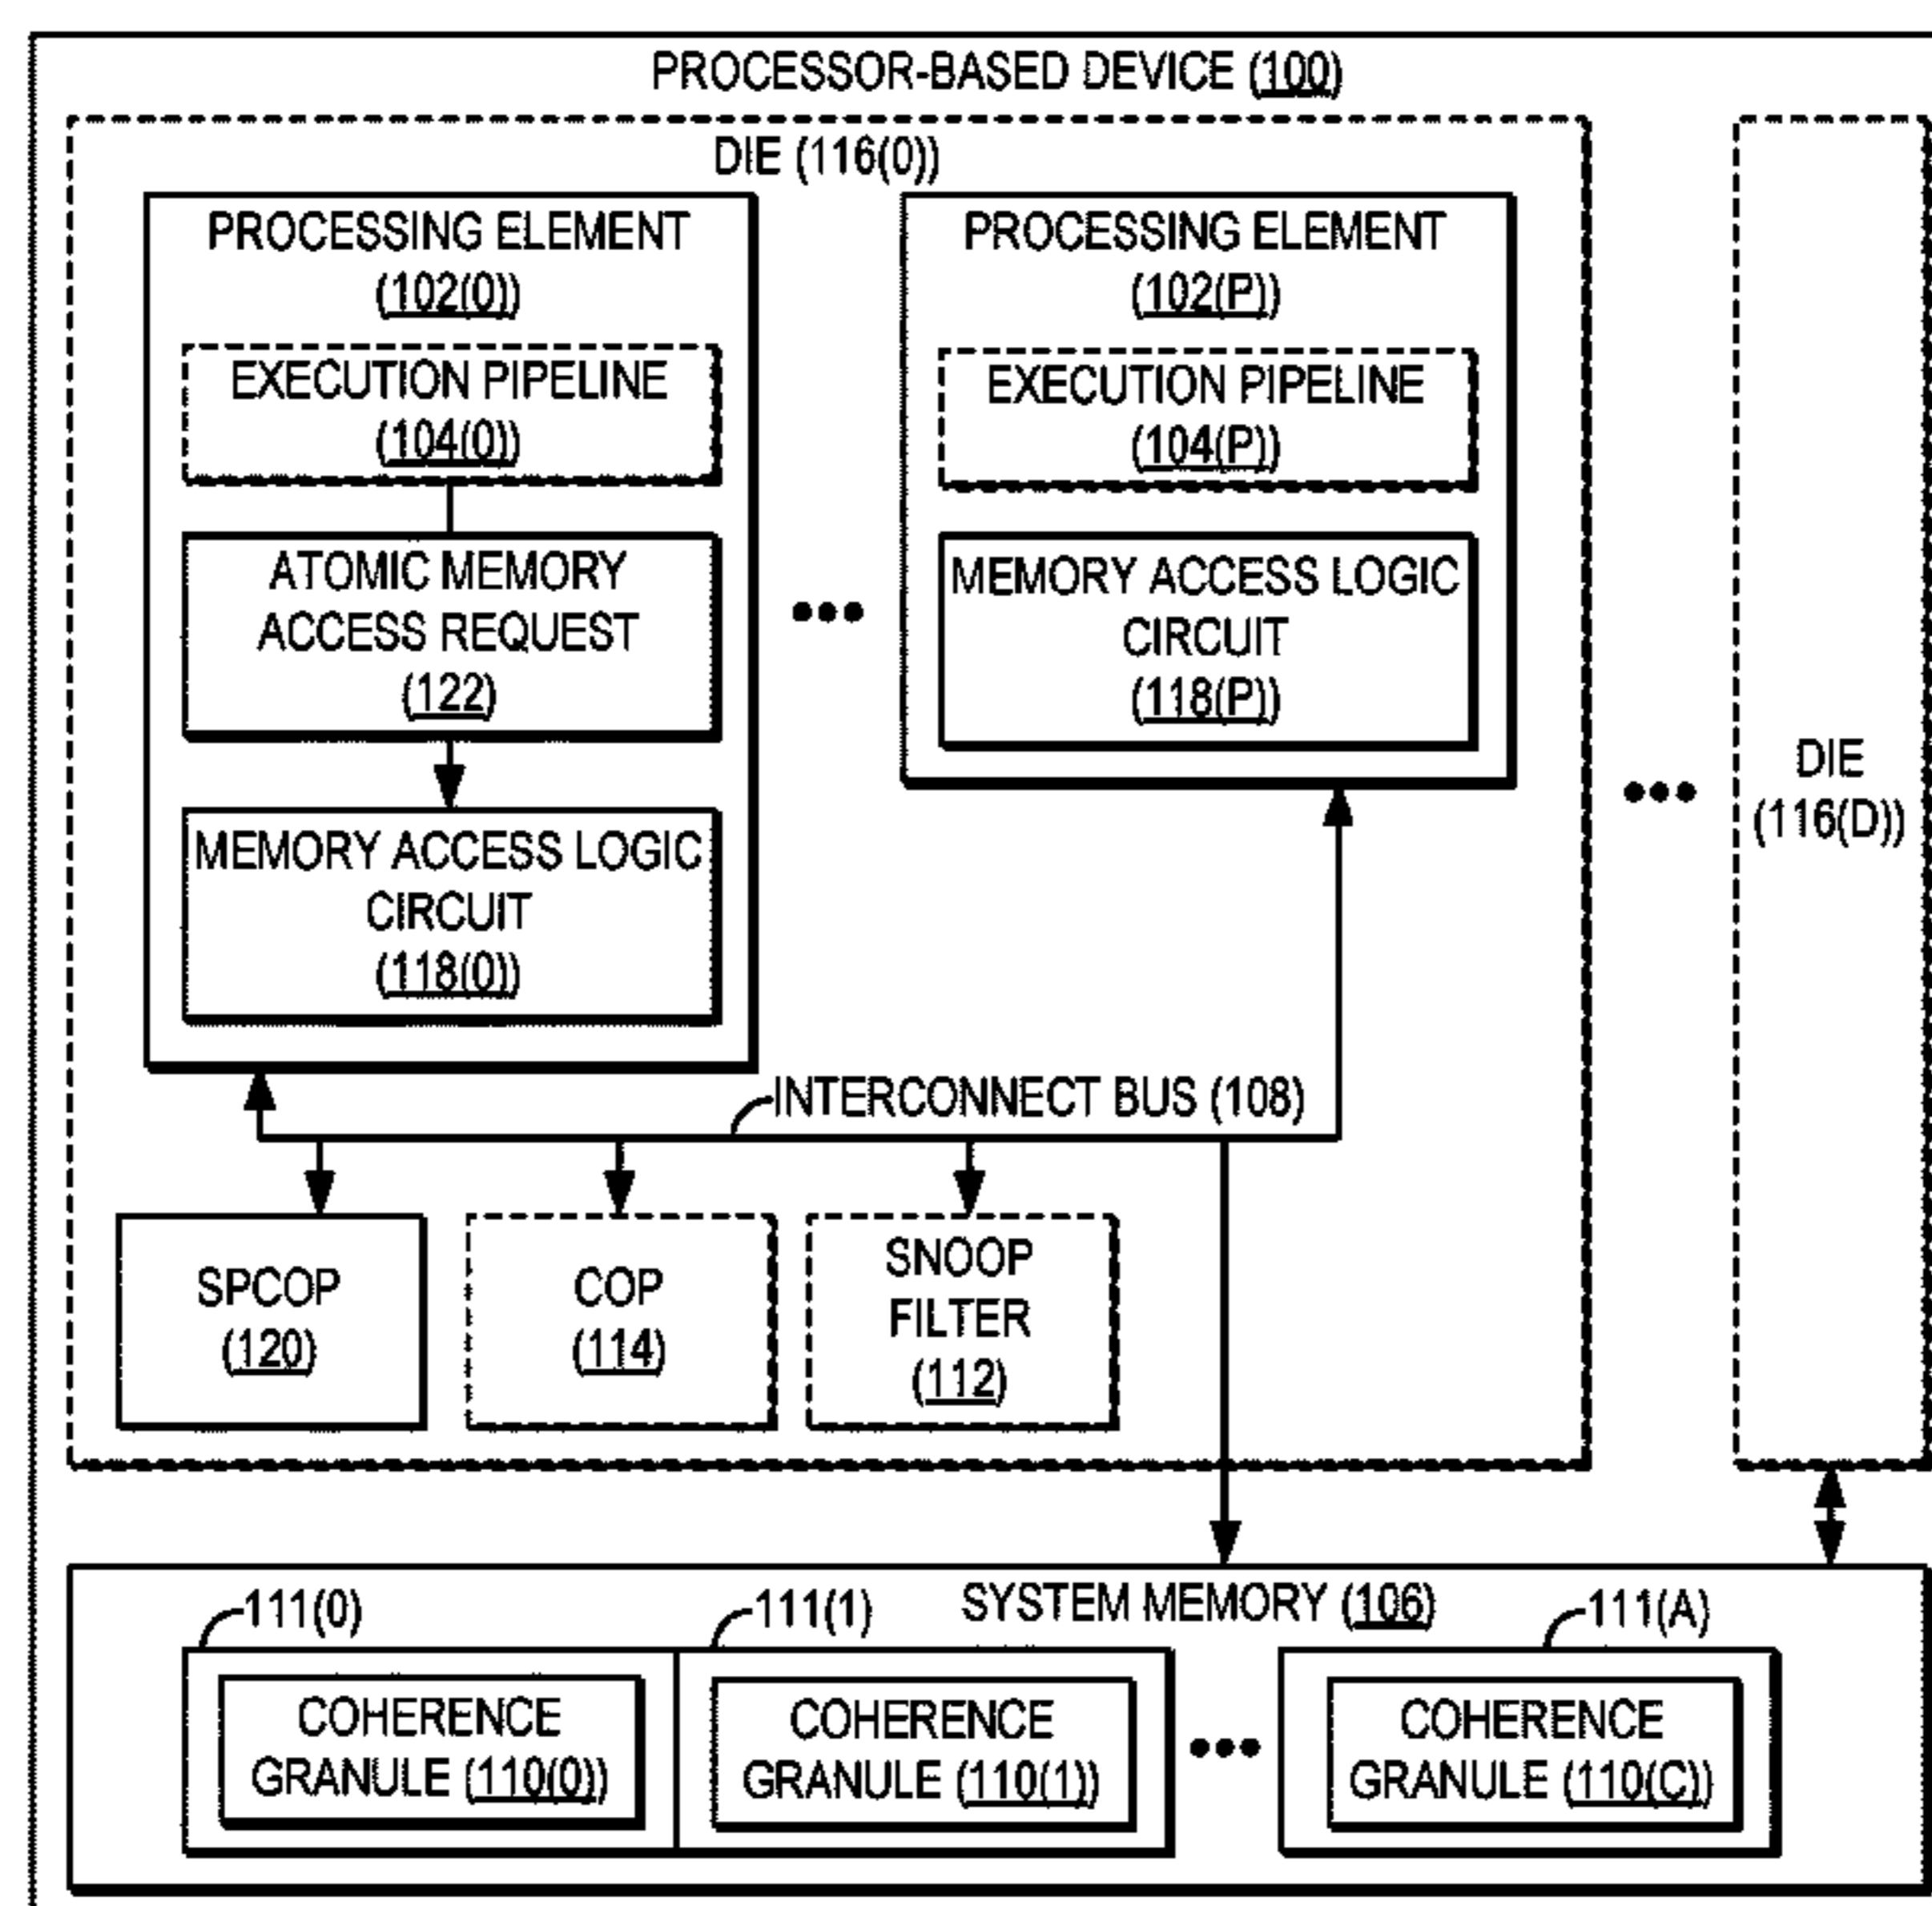 PROCESSOR-BASED DEVICE (100)
DIE (116(0))
PROCESSING ELEMENT
(102(0))
EXECUTION PIPELINE
(104(0))
ATOMIC MEMORY
ACCESS REQUEST
(122)
MEMORY ACCESS LOGIC
CIRCUIT
(118(0))
•••
PROCESSING ELEMENT
(102(P))
EXECUTION PIPELINE
(104(P))
MEMORY ACCESS LOGIC
CIRCUIT
(118(P))
•••
DIE
(116(D))
INTERCONNECT BUS (108)
SPCOP
(120)
COP
(114)
SNOOP
FILTER
(112)
SYSTEM MEMORY (106)
111(0)
COHERENCE
GRANULE (110(0))
111(1)
COHERENCE
GRANULE (110(1))
•••
111(A)
COHERENCE
GRANULE (110(C))